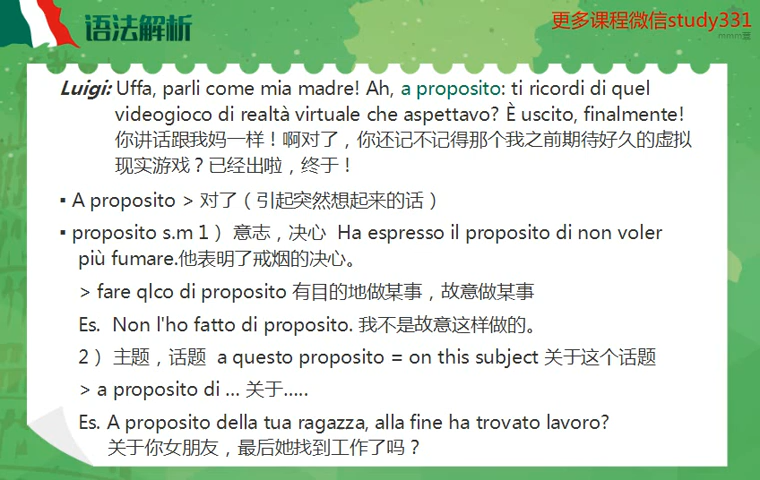 语法解析
更多课程微信study331
Luigi: Uffa, parli come mia madre! Ah, a proposito: ti ricordi di quel
videogioco di realtà virtuale che aspettavo? È uscito, finalmente!
你讲话跟我妈一样！啊对了，你还记不记得那个我之前期待好久的虚拟
现实游戏？已经出啦，终于！
▪ A proposito > 对了（引起突然想起来的话）
▪ proposito s.m 1） 意志，决心 Ha espresso il proposito di non voler
più fumare.他表明了戒烟的决心。
> fare qlco di proposito 有目的地做某事，故意做某事
Es. Non l'ho fatto di proposito. 我不是故意这样做的。
2） 主题，话题 a questo proposito = on this subject 关于这个话题
> a proposito di ... 关于.....
Es. A proposito della tua ragazza, alla fine ha trovato lavoro?
关于你女朋友，最后她找到工作了吗？